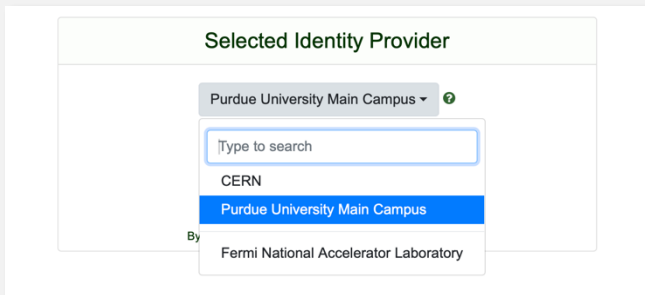 Selected Identity Provider
Purdue University Main Campus
Type to search
CERN
Purdue University Main Campus
By
Fermi National Accelerator Laboratory